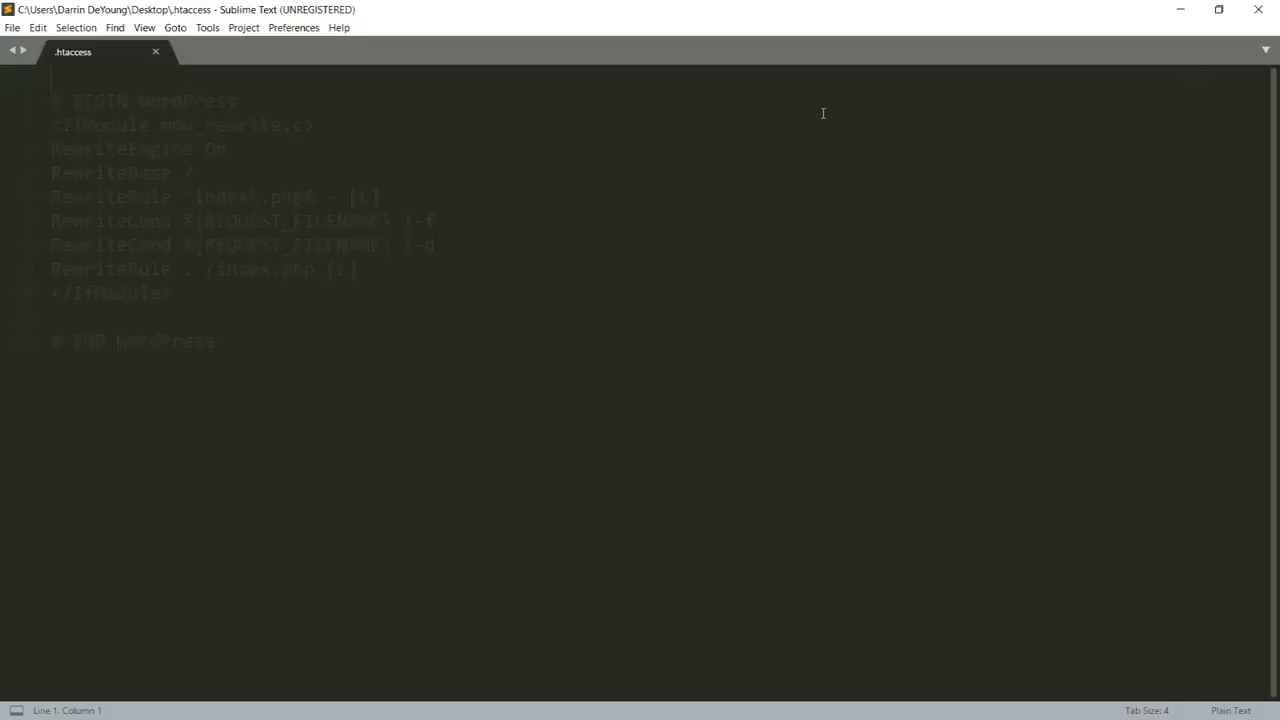 C:\Users\Darrin DeYoung\Desktop\.htaccess - Sublime Text (UNREGISTERED)
File Edit Selection Find View Goto Tools Project Preferences Help
.htaccess
# BEGIN WordPress
<IfModule mod_rewrite.c>
RewriteEngine On
RewriteBase /
RewriteRule ^index\.php$ - [L]
RewriteCond %{REQUEST_FILENAME} !-f
RewriteCond %{REQUEST_FILENAME} !-d
RewriteRule . /index.php [L]
</IfModule>
# END WordPress
Line 1, Column 1
Tab Size: 4
Plain Text